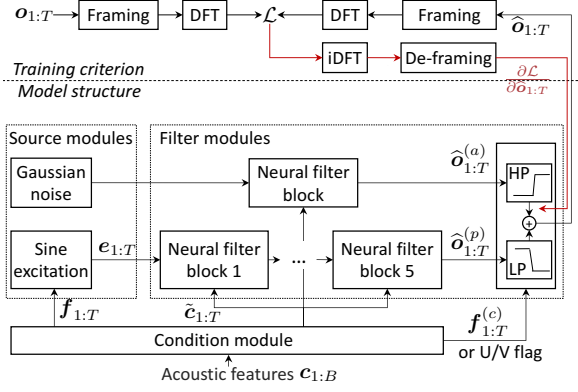 o1:T Framing DFT ℒ DFT Framing ô1:T
iDFT De-framing
Training criterion
∂ℒ
∂ô1:T
Model structure
Source modules Filter modules
Gaussian noise
Neural filter block
ô(a)1:T
HP
+
Sine excitation
e1:T
Neural filter block 1
...
Neural filter block 5
ô(p)1:T
LP
f1:T
c̃1:T
f(c)1:T
or U/V flag
Condition module
Acoustic features c1:B